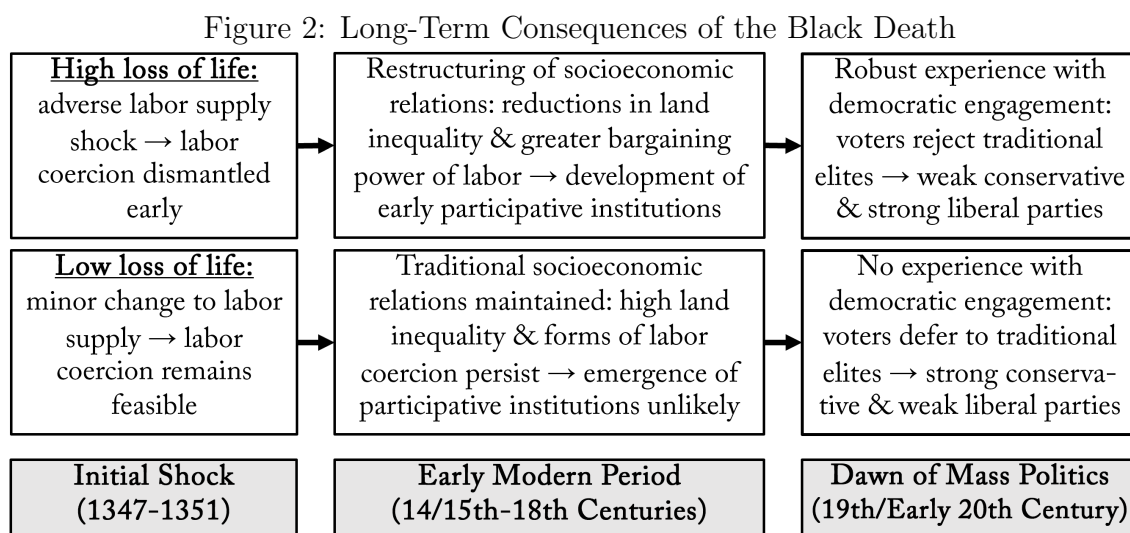 Figure 2: Long-Term Consequences of the Black Death
High loss of life:
adverse labor supply
shock → labor
coercion dismantled
early
Restructuring of socioeconomic
relations: reductions in land
inequality & greater bargaining
power of labor → development of
early participative institutions
Robust experience with
democratic engagement:
voters reject traditional
elites → weak conservative
& strong liberal parties
Low loss of life:
minor change to labor
supply → labor
coercion remains
feasible
Traditional socioeconomic
relations maintained: high land
inequality & forms of labor
coercion persist → emergence of
participative institutions unlikely
No experience with
democratic engagement:
voters defer to traditional
elites → strong conserva-
tive & weak liberal parties
Initial Shock
(1347-1351)
Early Modern Period
(14/15th-18th Centuries)
Dawn of Mass Politics
(19th/Early 20th Century)